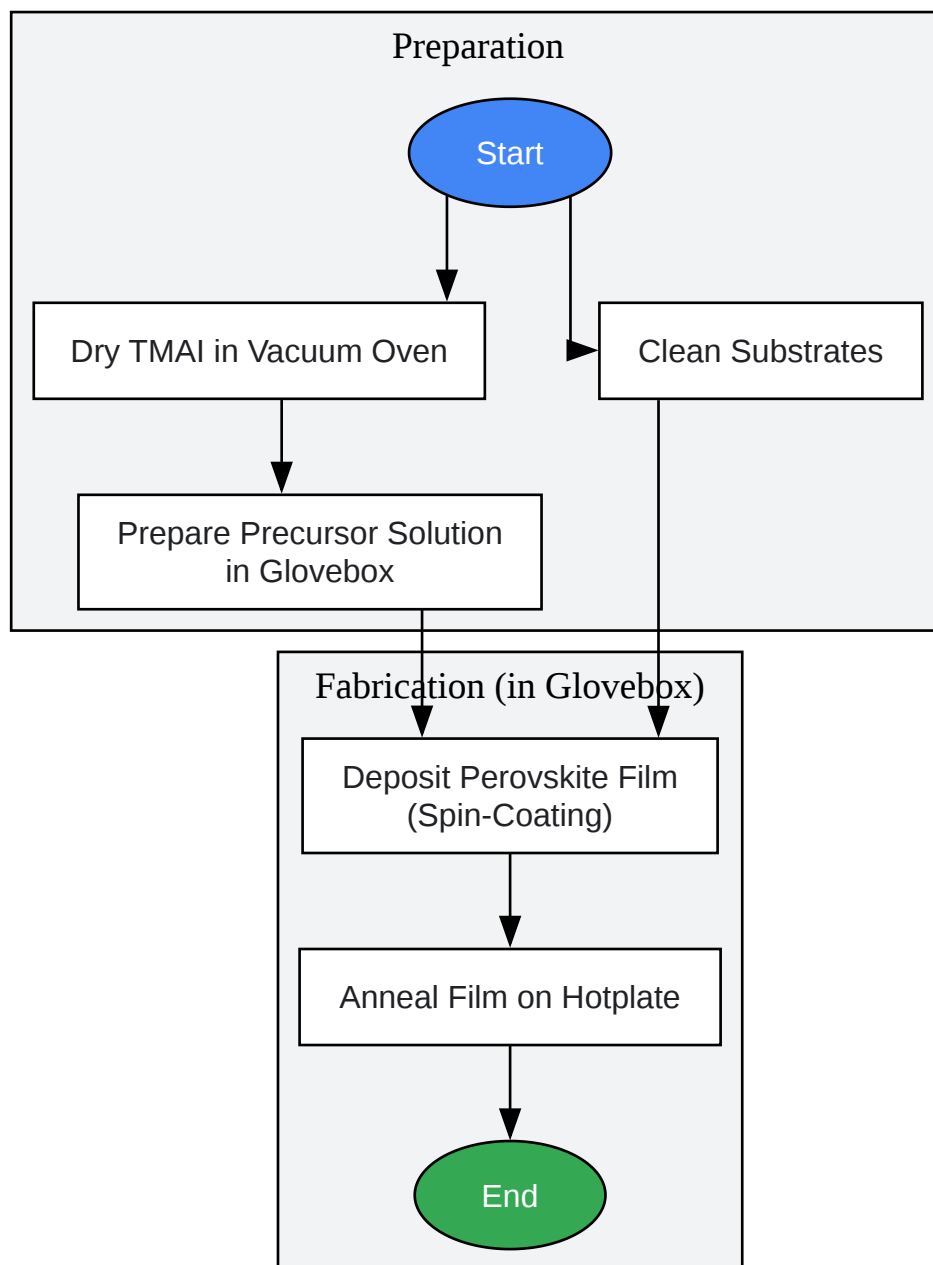 Preparation
Start
Dry TMAI in Vacuum Oven
Clean Substrates
Prepare Precursor Solution
in Glovebox
Fabrication (in Glovebox)
Deposit Perovskite Film
(Spin-Coating)
Anneal Film on Hotplate
End